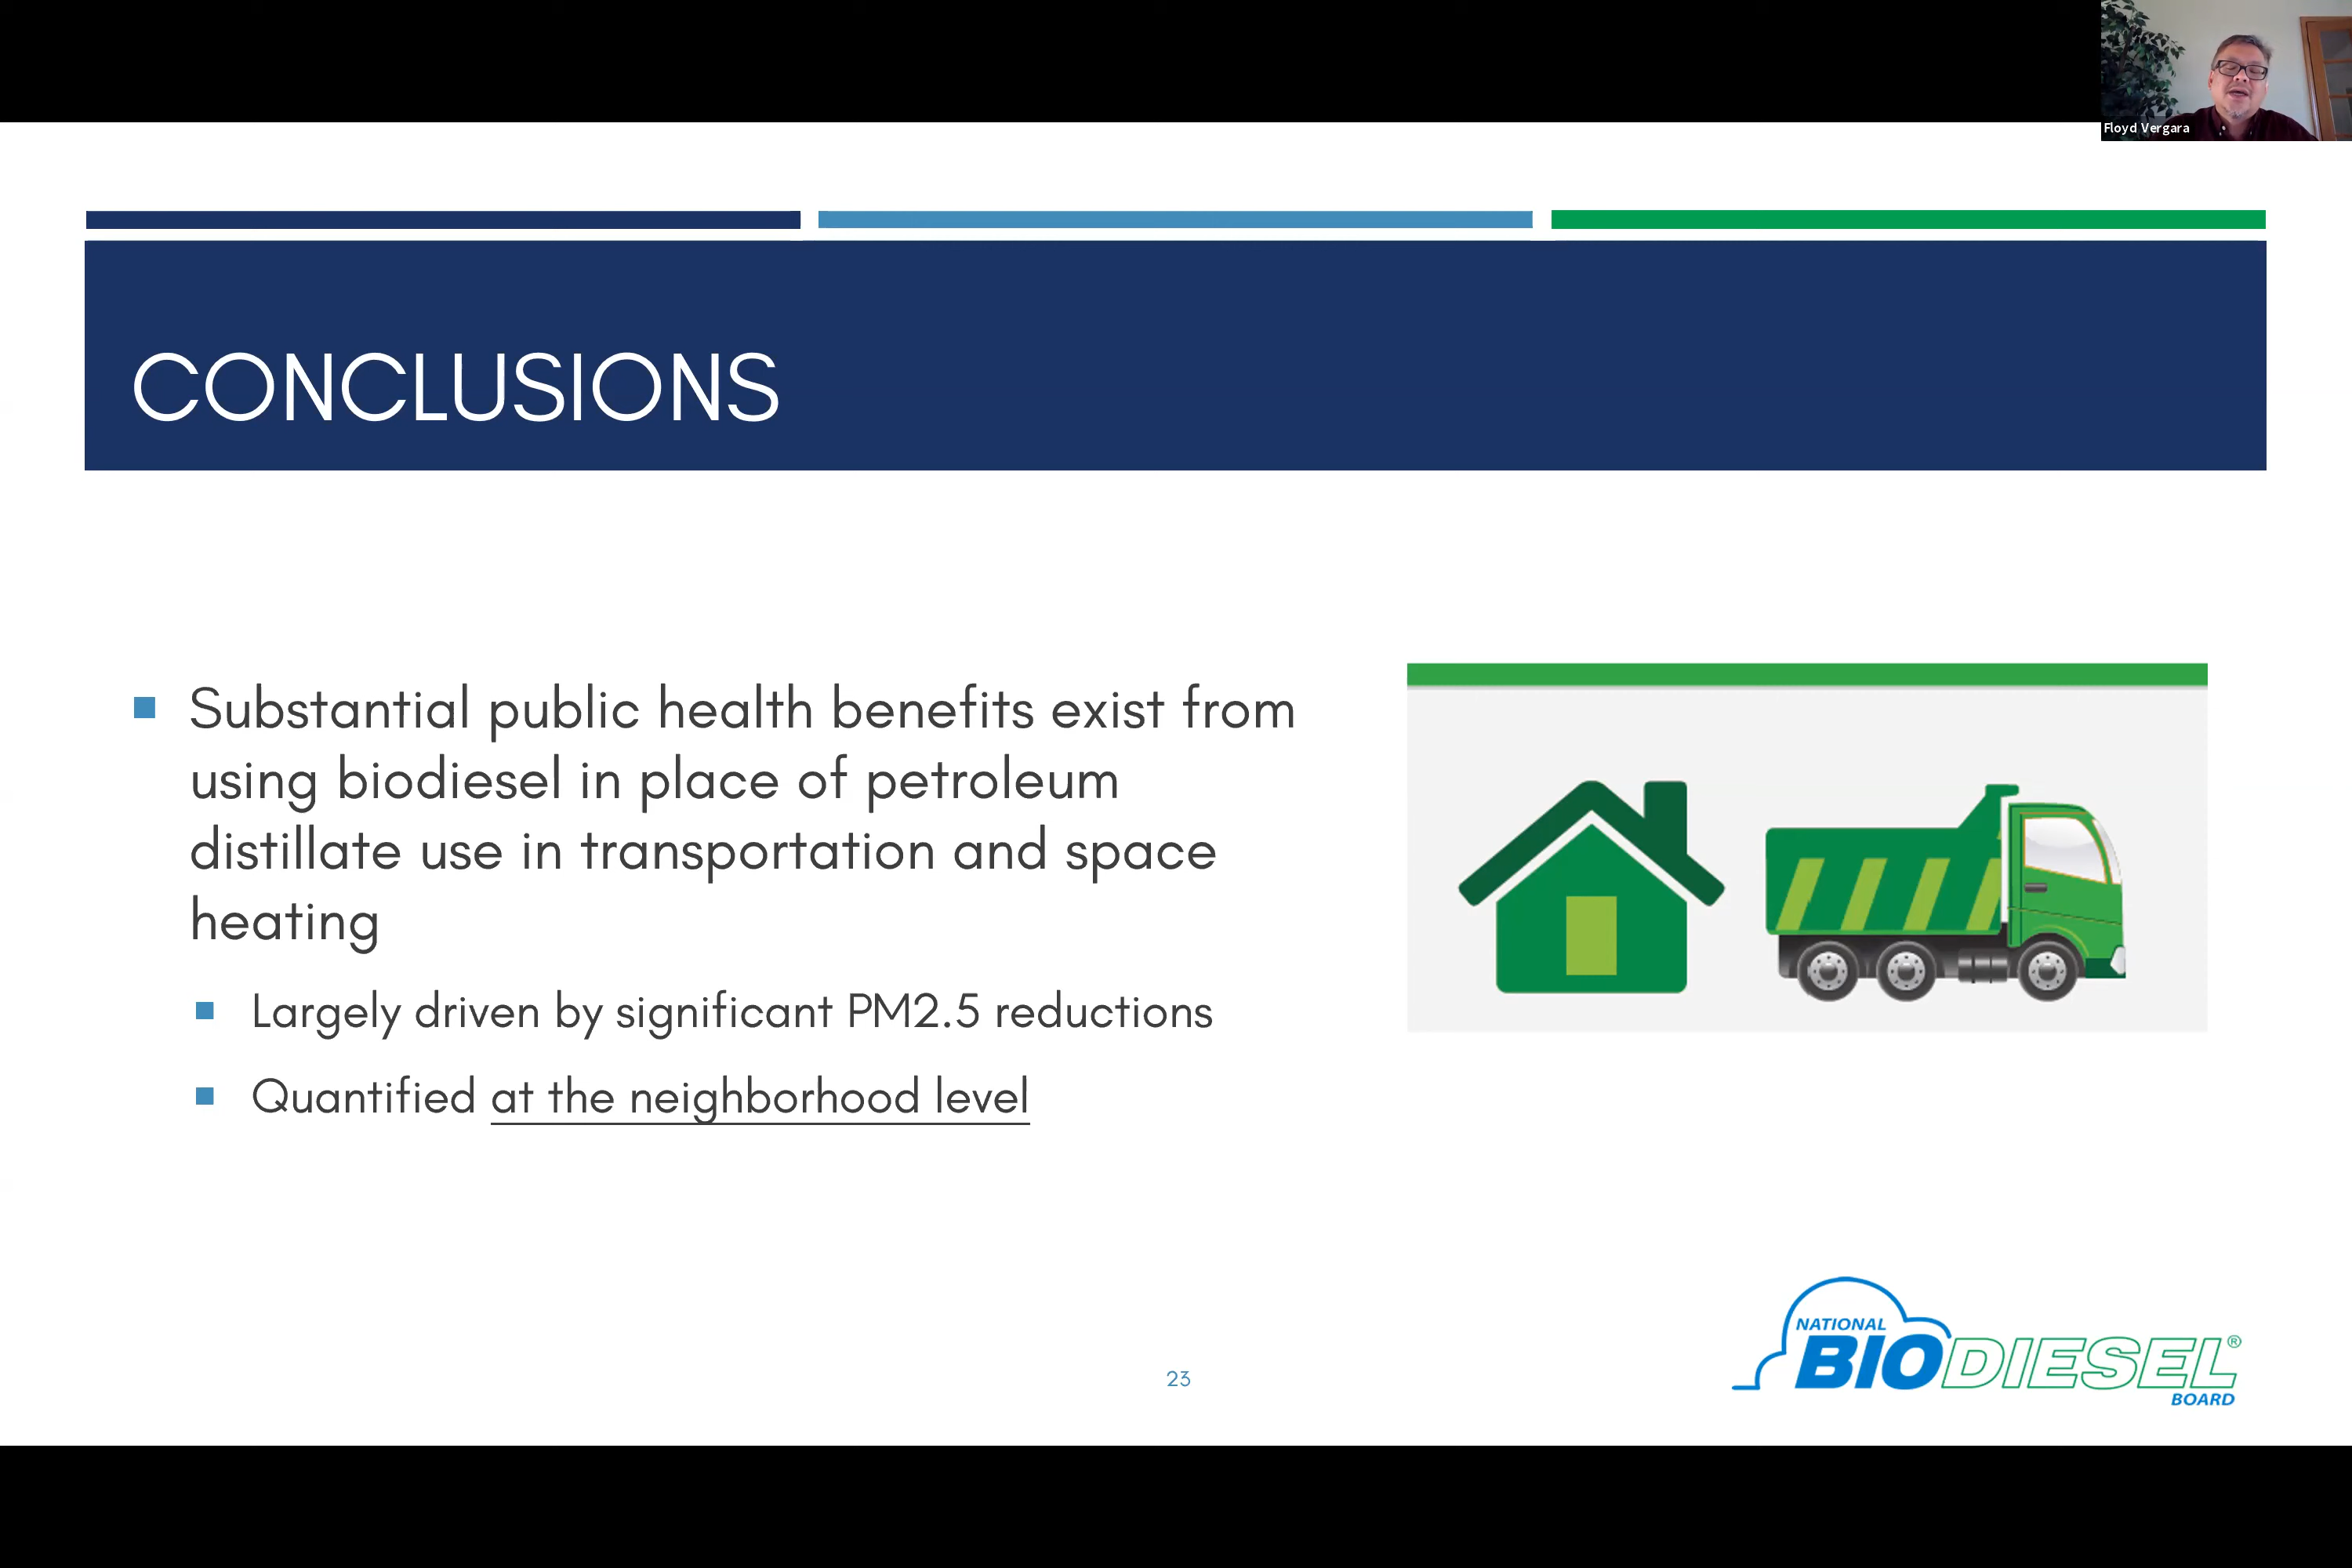 Floyd Vergara
CONCLUSIONS
Substantial public health benefits exist from
using biodiesel in place of petroleum
distillate use in transportation and space
heating
Largely driven by significant PM2.5 reductions
Quantified at the neighborhood level
23
NATIONAL
BIODIESEL®
BOARD